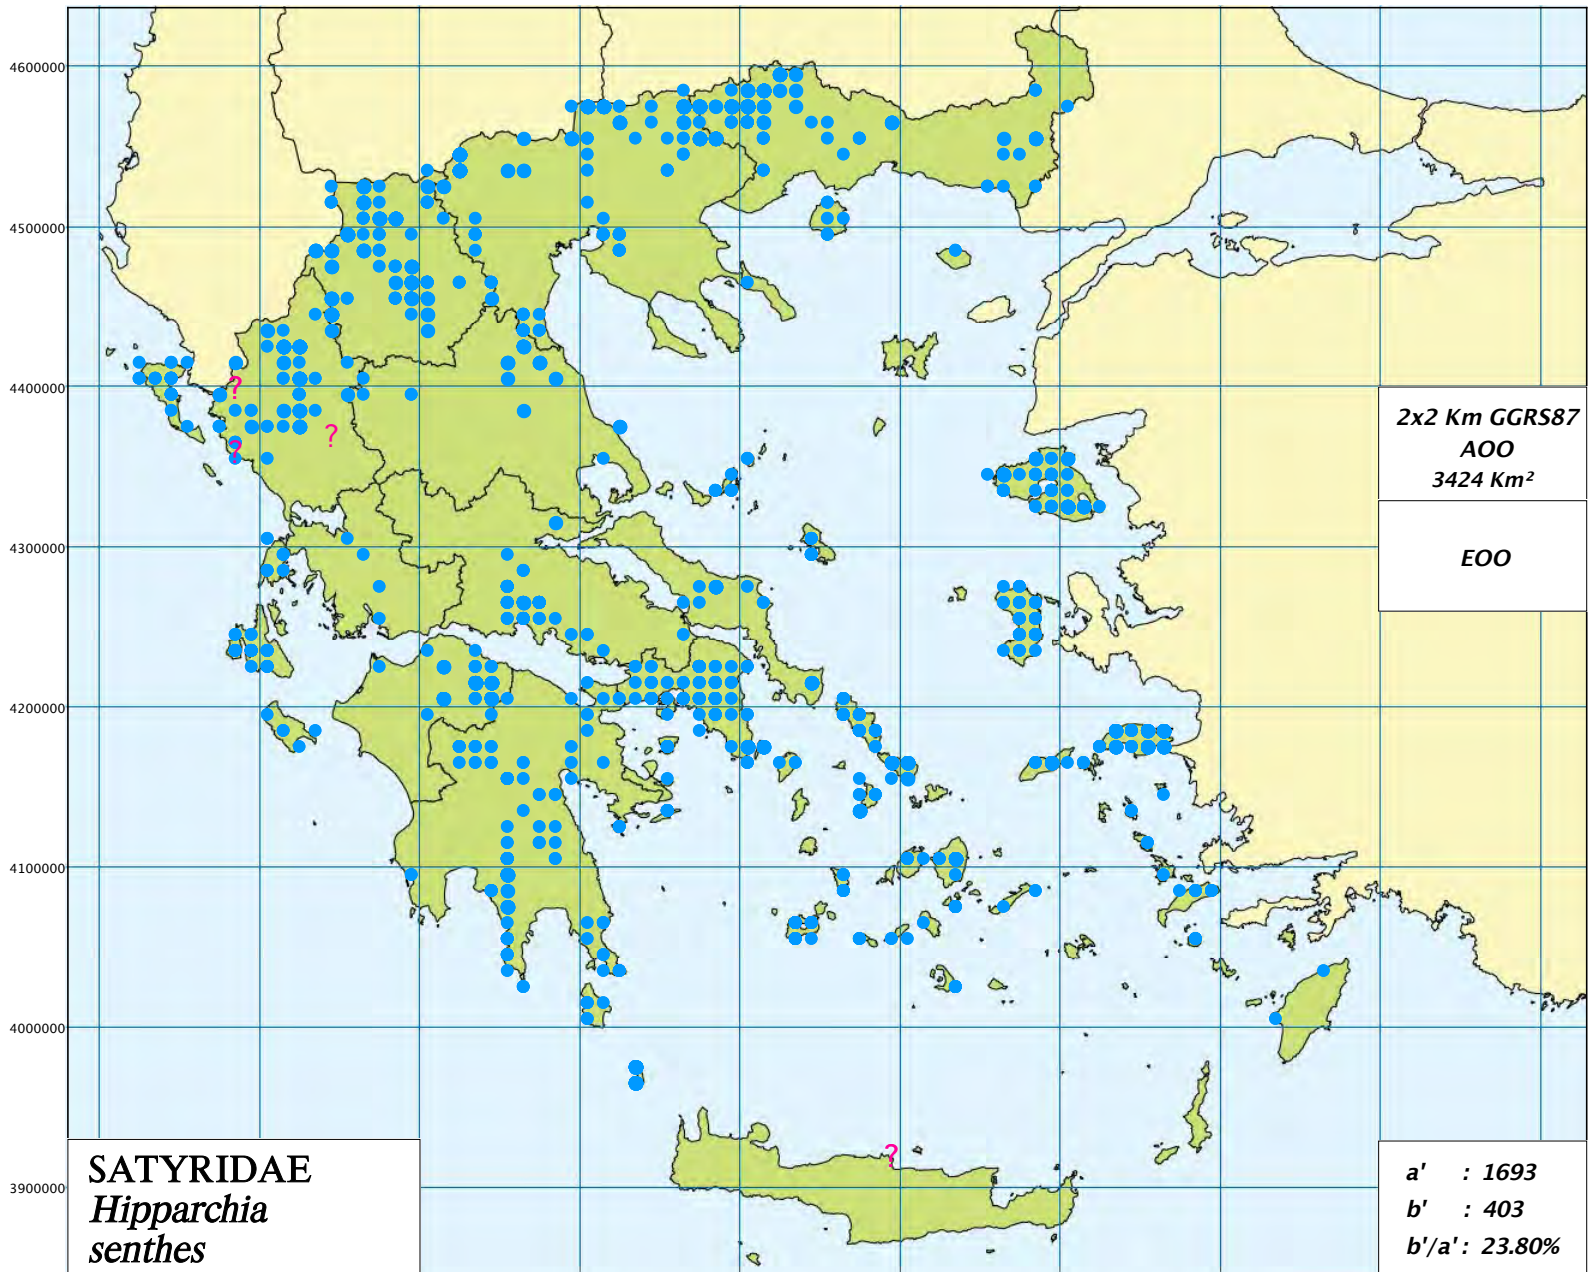 4600000
4500000
?
4400000
?
?
2x2 Km GGRS87
AOO
3424 Km²
4300000
EOO
4200000
4100000
4000000
?
3900000
SATYRIDAE
Hipparchia
senthes
a' : 1693
b' : 403
b'/a' : 23.80%